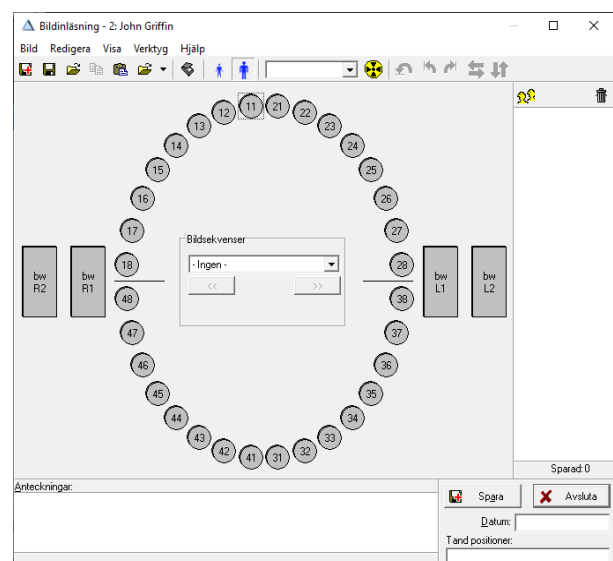 Bildinläsning - 2: John Griffin
Bild Redigera Visa Verktyg Hjälp
11 21
12 22
13 23
14 24
15 25
16 26
17 27
Bildsekvenser
18 - Ingen - 28
bw R2 bw R1 << >> bw L1 bw L2
48 38
47 37
46 36
45 35
44 34
43 33
42 41 31 32
Sparad:0
Anteckningar:
Spara Avsluta
Datum:
Tand positioner: